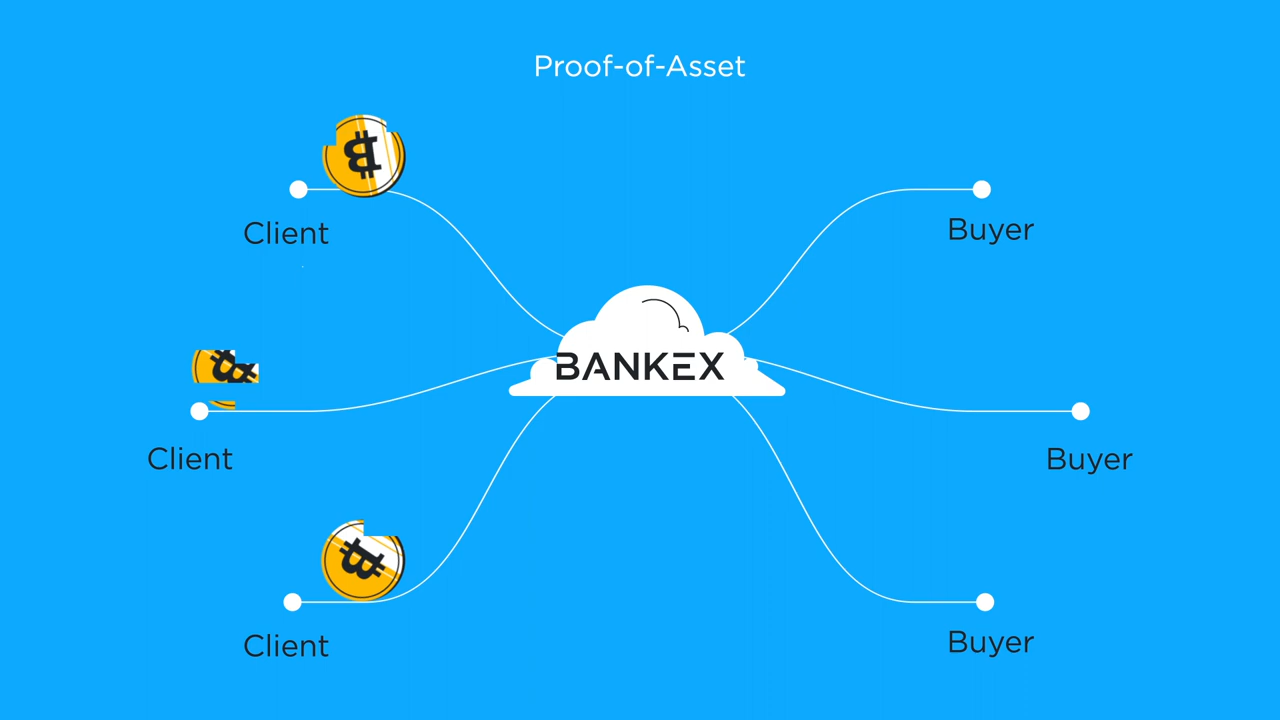 Proof-of-Asset
Client
Buyer
BANKEX
Client
Buyer
Client
Buyer